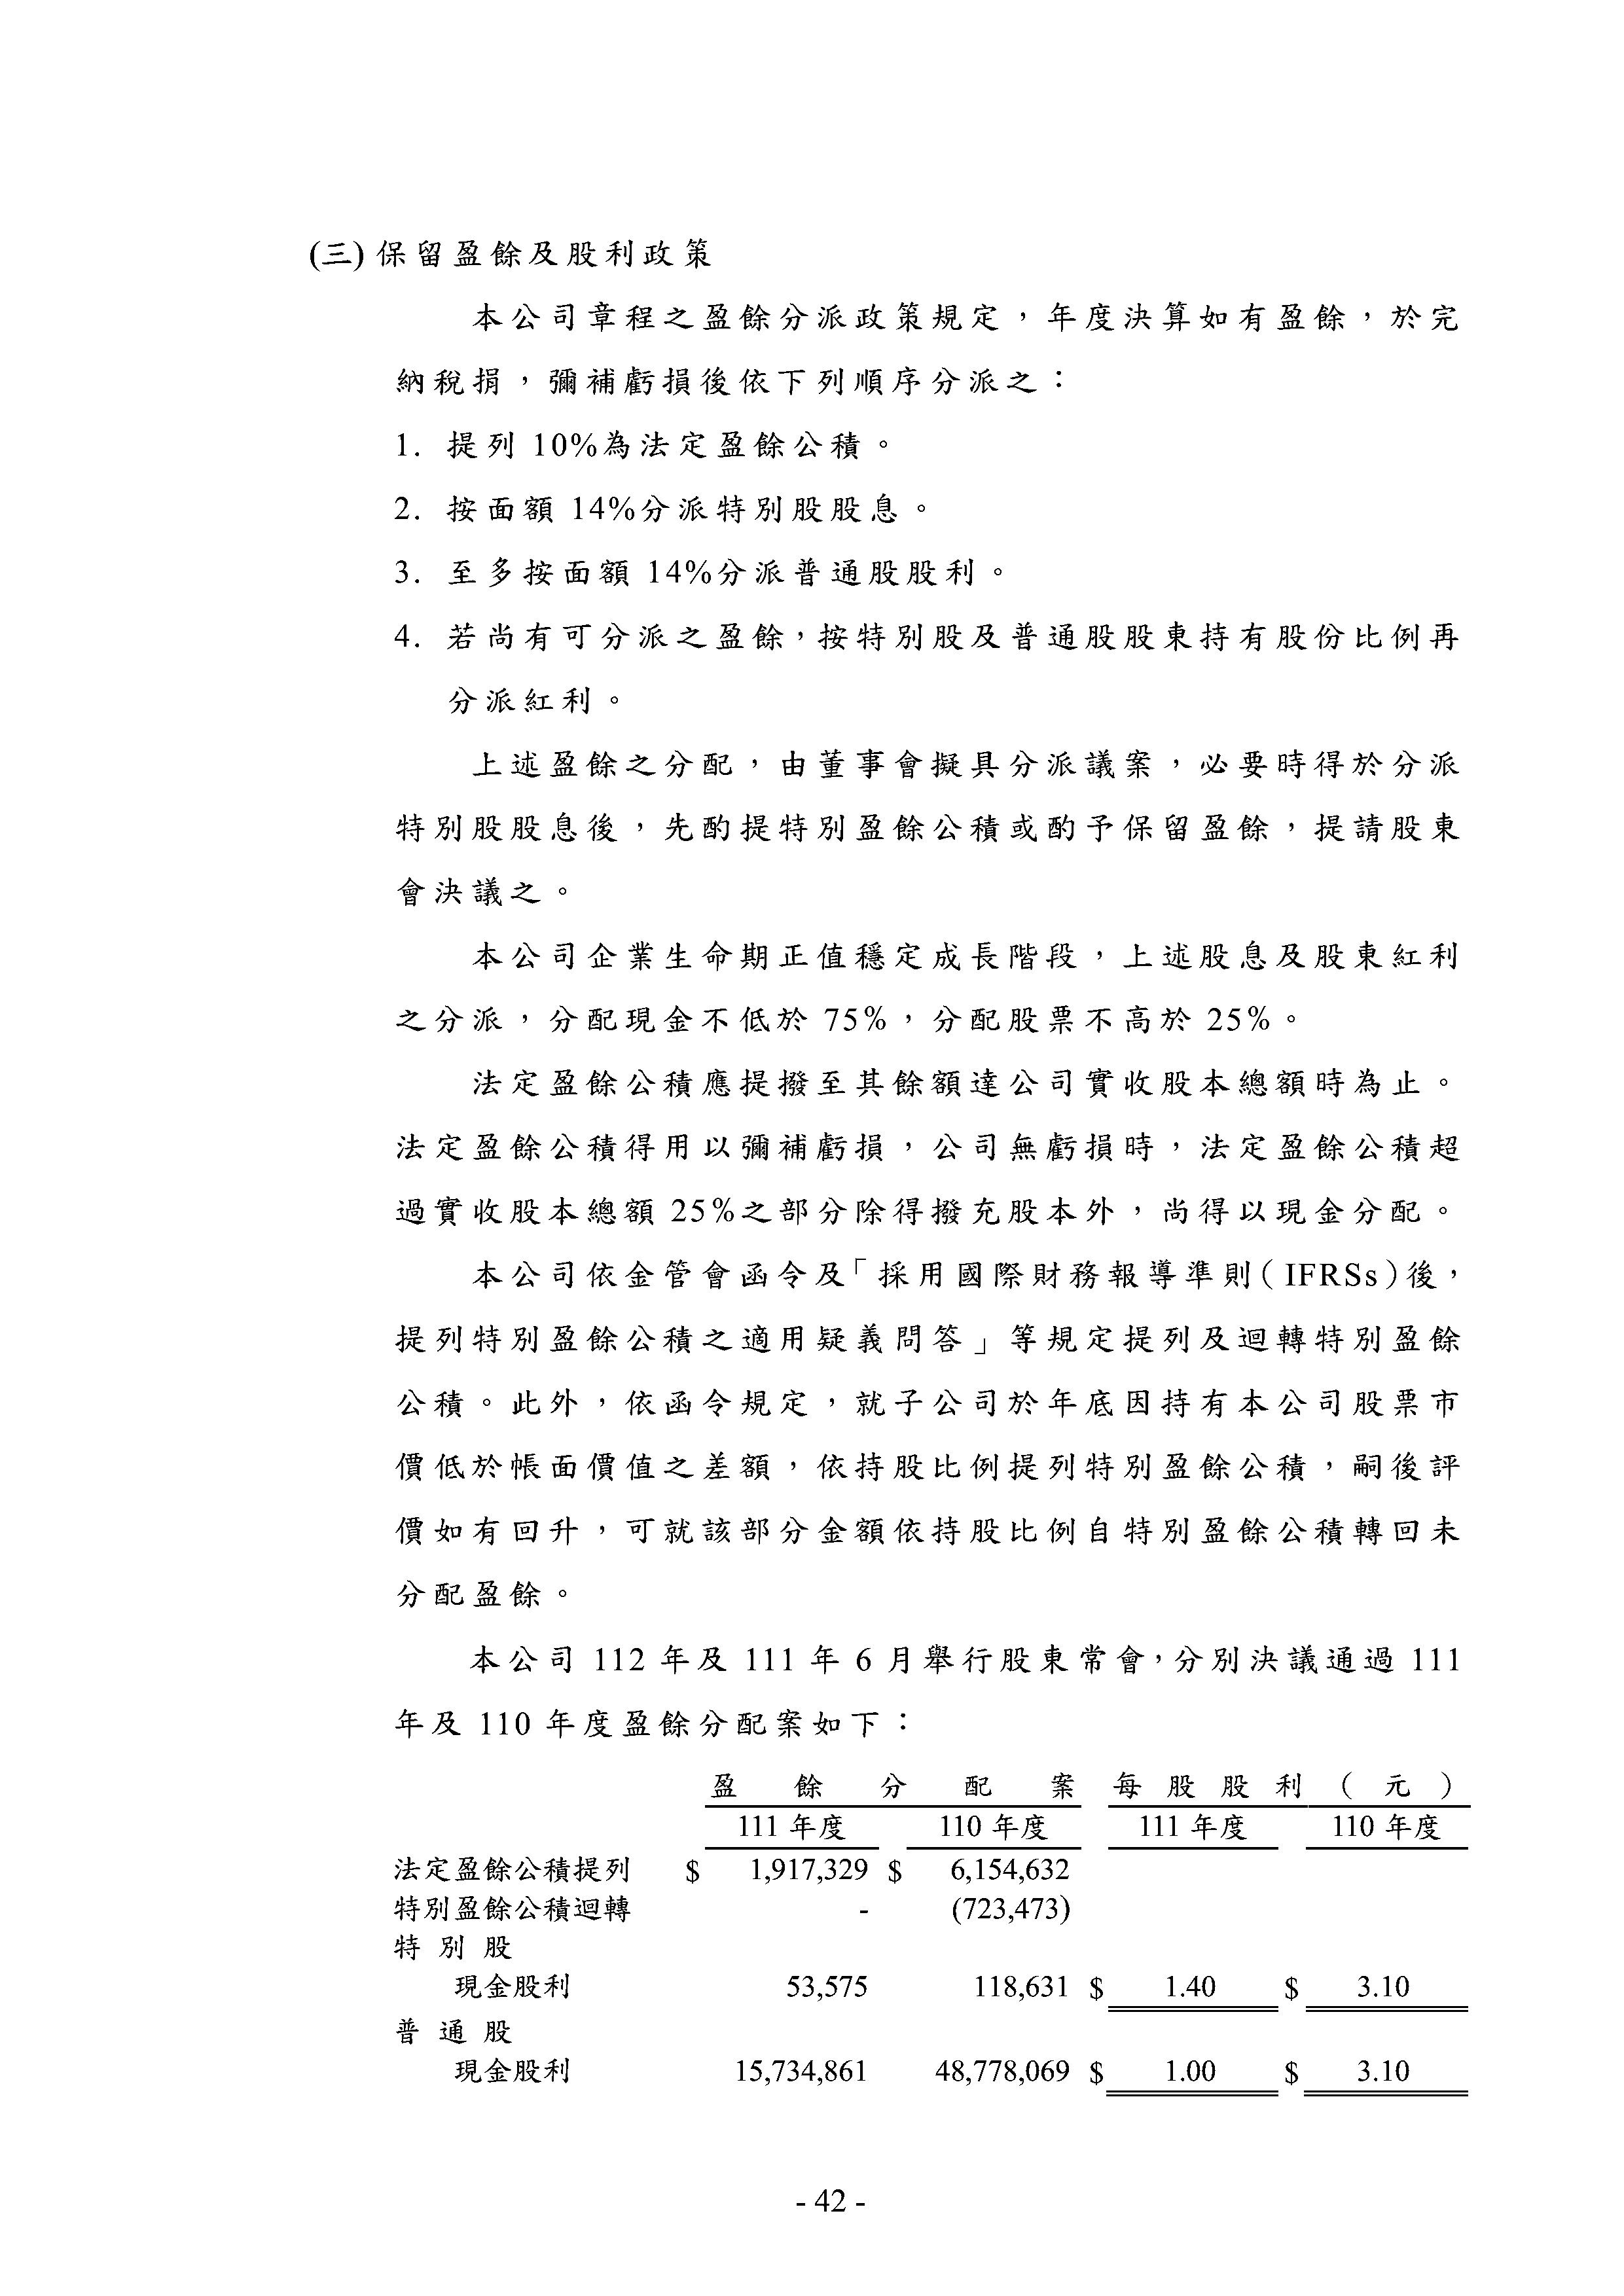 (三) 保留盈餘及股利政策
本公司章程之盈餘分派政策規定，年度決算如有盈餘，於完
納稅捐，彌補虧損後依下列順序分派之：
1. 提列 10%為法定盈餘公積。
2. 按面額 14%分派特別股股息。
3. 至多按面額 14%分派普通股股利。
4. 若尚有可分派之盈餘，按特別股及普通股股東持有股份比例再
分派紅利。
上述盈餘之分配，由董事會擬具分派議案，必要時得於分派
特別股股息後，先酌提特別盈餘公積或酌予保留盈餘，提請股東
會決議之。
本公司企業生命期正值穩定成長階段，上述股息及股東紅利
之分派，分配現金不低於 75%，分配股票不高於 25%。
法定盈餘公積應提撥至其餘額達公司實收股本總額時為止。
法定盈餘公積得用以彌補虧損，公司無虧損時，法定盈餘公積超
過實收股本總額 25%之部分除得撥充股本外，尚得以現金分配。
本公司依金管會函令及「採用國際財務報導準則（IFRSs）後，
提列特別盈餘公積之適用疑義問答」等規定提列及迴轉特別盈餘
公積。此外，依函令規定，就子公司於年底因持有本公司股票市
價低於帳面價值之差額，依持股比例提列特別盈餘公積，嗣後評
價如有回升，可就該部分金額依持股比例自特別盈餘公積轉回未
分配盈餘。
本公司 112 年及 111 年 6 月舉行股東常會，分別決議通過 111
年及 110 年度盈餘分配案如下：
盈餘分配案 每股股利（元）
111 年度 110 年度 111 年度 110 年度
法定盈餘公積提列 $ 1,917,329 $ 6,154,632
特別盈餘公積迴轉 - (723,473)
特別股
現金股利 53,575 118,631 $ 1.40 $ 3.10
普通股
現金股利 15,734,861 48,778,069 $ 1.00 $ 3.10
- 42 -